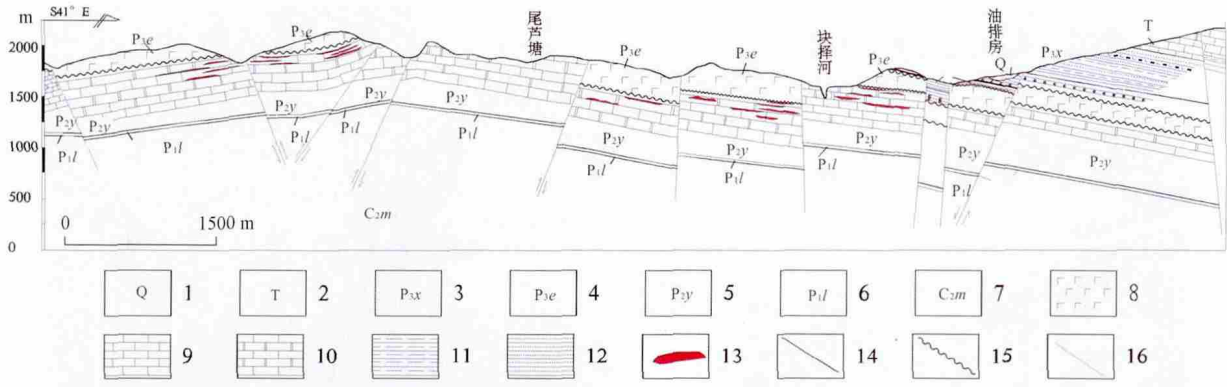 m
S41° E
2000
1500
1000
500
0
P₃e
P₃e
尾芦塘
P₃e
P₃e
块择河
P₃e
油排房
Q
P₃x
T
P₂y
P₂y
P₂y
P₂y
P₂y
P₂y
P₂y
P₂y
P₂y
P₂y
P₁l
P₁l
P₁l
P₁l
P₁l
P₁l
P₁l
P₁l
P₁l
P₁l
C₂m
0 1500 m
Q 1 T 2 P₃x 3 P₃e 4 P₂y 5 P₁l 6 C₂m 7 8
9 10 11 12 13 14 15 16